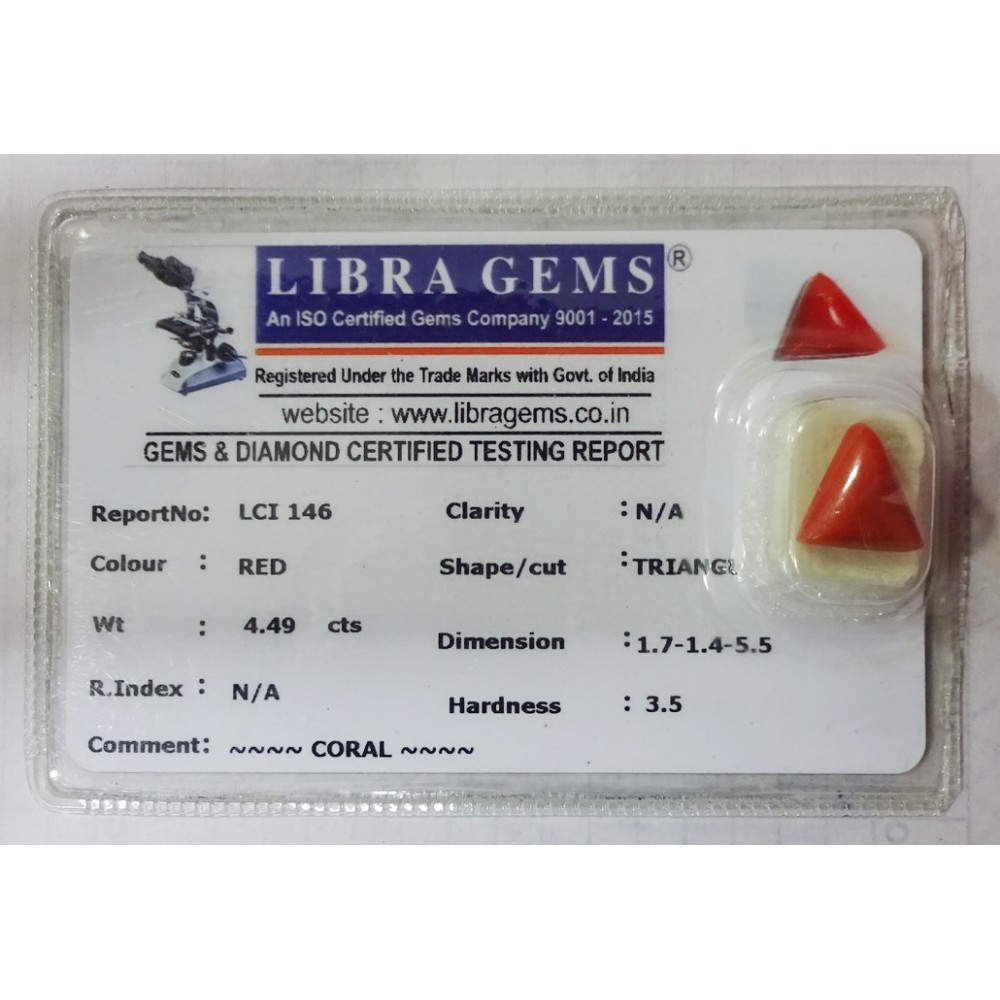 LIBRA GEMS ®
An ISO Certified Gems Company 9001 - 2015
Registered Under the Trade Marks with Govt. of India
website : www.libragems.co.in
GEMS & DIAMOND CERTIFIED TESTING REPORT
ReportNo: LCI 146 Clarity : N/A
Colour : RED Shape/cut :
Wt : 4.49 cts Dimension : 1.7-1.4-5.5
R.Index : N/A Hardness : 3.5
Comment: ~~~~ CORAL ~~~~